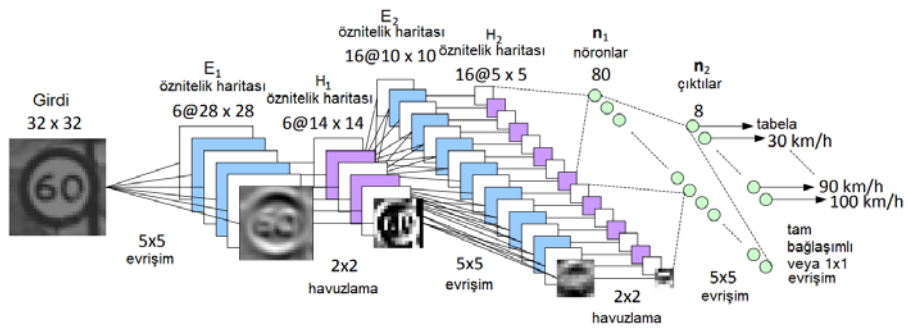 Girdi
32 x 32
60
5x5
evrişim
E1
öznitelik haritası
6@28 x 28
H1
öznitelik haritası
6@14 x 14
2x2
havuzlama
E2
öznitelik haritası
16@10 x 10
5x5
evrişim
H2
öznitelik haritası
16@5 x 5
2x2
havuzlama
n1
nöronlar
80
5x5
evrişim
n2
çıktılar
8
tabela
30 km/h
90 km/h
100 km/h
tam
bağlaşımlı
veya 1x1
evrişim